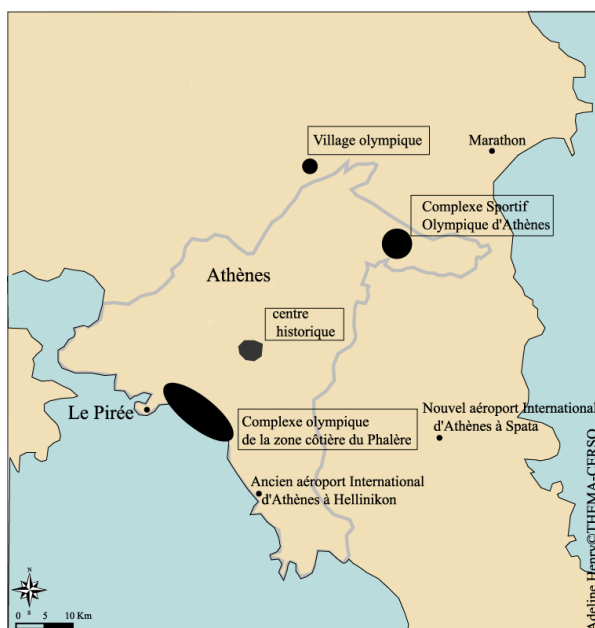 Village olympique
Marathon
Complexe Sportif
Olympique d'Athènes
Athènes
centre
historique
Le Pirée
Complexe olympique
de la zone côtière du Phalère
Nouvel aéroport International
d'Athènes à Spata
Ancien aéroport International
d'Athènes à Hellinikon
Adeline Henry©THEMA-CERSO
N
S
0 5 10 Km